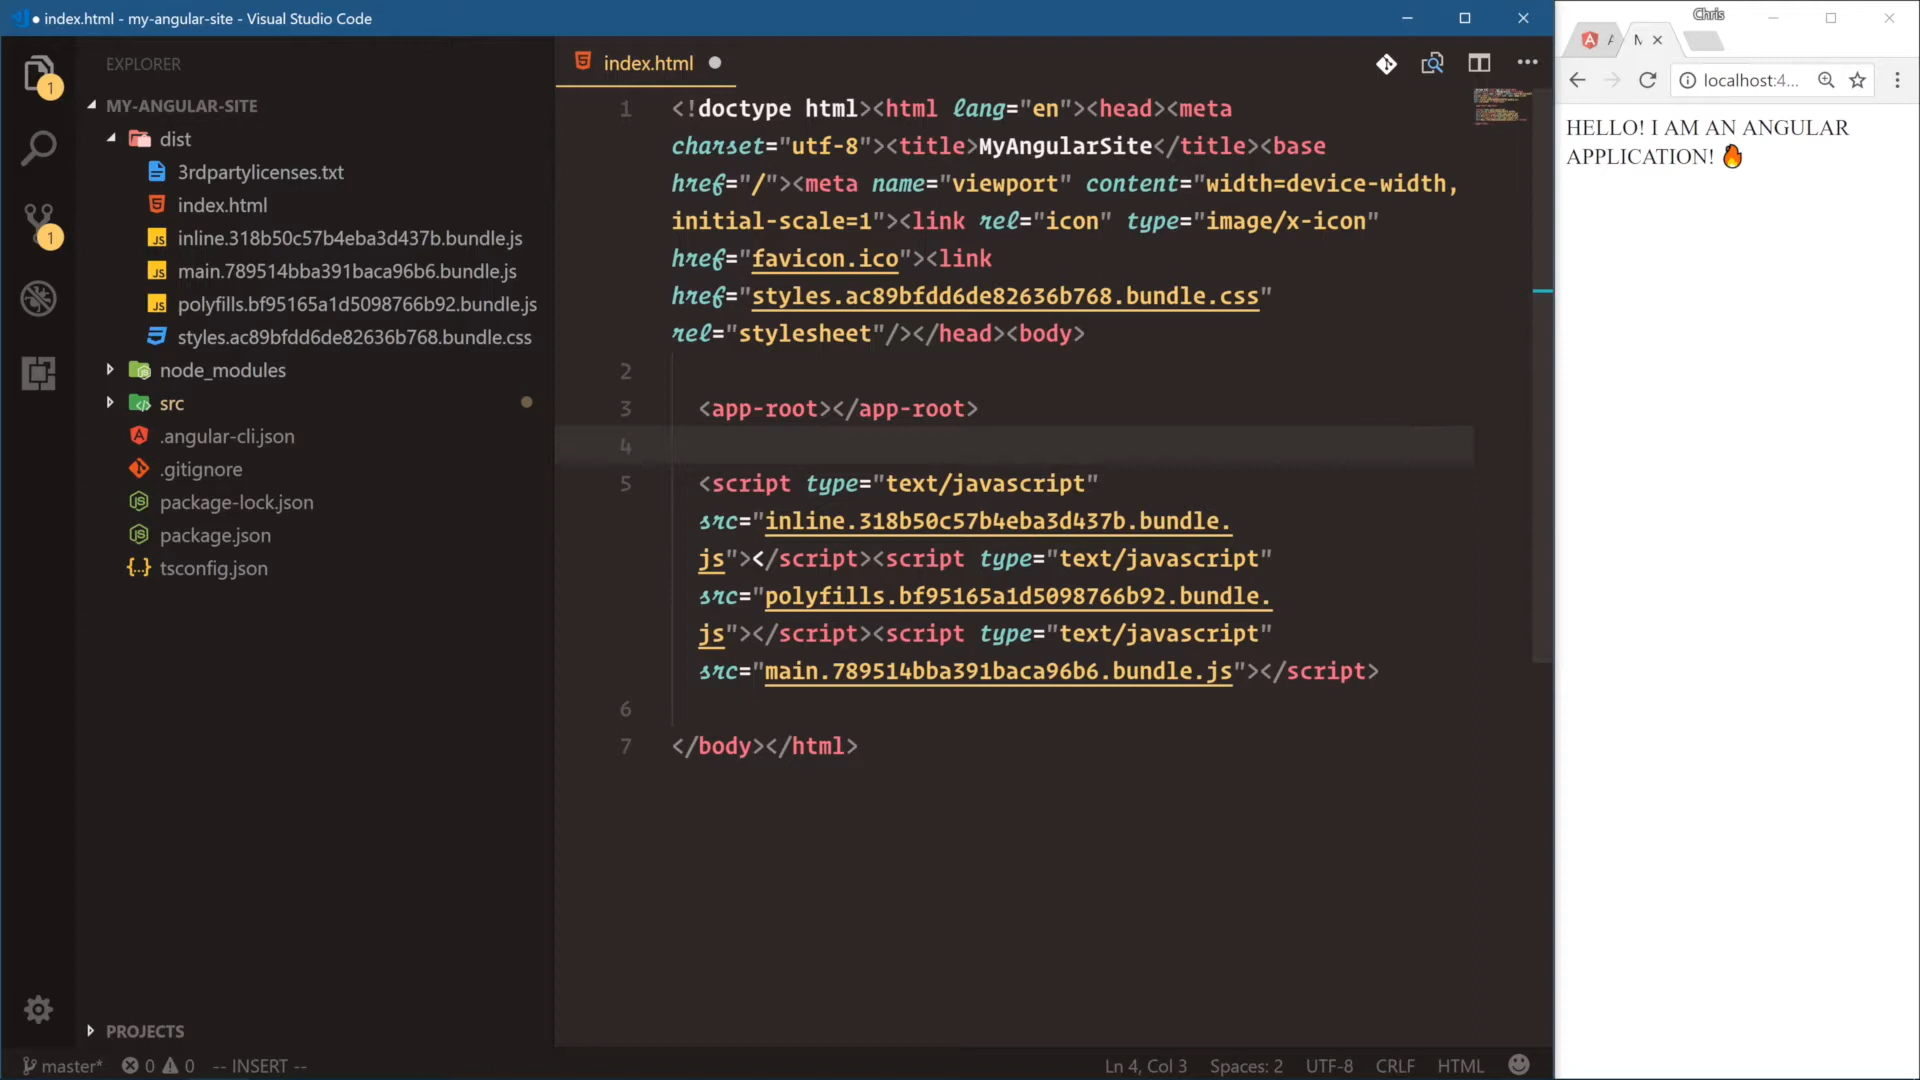 index.html - my-angular-site - Visual Studio Code
Chris
EXPLORER
index.html
localhost:4...
1
MY-ANGULAR-SITE
dist
3rdpartylicenses.txt
index.html
inline.318b50c57b4eba3d437b.bundle.js
main.789514bba391baca96b6.bundle.js
polyfills.bf95165a1d5098766b92.bundle.js
styles.ac89bfdd6de82636b768.bundle.css
node_modules
src
.angular-cli.json
.gitignore
package-lock.json
package.json
tsconfig.json
1
PROJECTS
1 <!doctype html><html lang="en"><head><meta
charset="utf-8"><title>MyAngularSite</title><base
href="/"><meta name="viewport" content="width=device-width,
initial-scale=1"><link rel="icon" type="image/x-icon"
href="favicon.ico"><link
href="styles.ac89bfdd6de82636b768.bundle.css"
rel="stylesheet"/></head><body>
2
3 <app-root></app-root>
4
5 <script type="text/javascript"
src="inline.318b50c57b4eba3d437b.bundle.
js"></script><script type="text/javascript"
src="polyfills.bf95165a1d5098766b92.bundle.
js"></script><script type="text/javascript"
src="main.789514bba391baca96b6.bundle.js"></script>
6
7 </body></html>
HELLO! I AM AN ANGULAR
APPLICATION! 🔥
master* 0 0 -- INSERT -- Ln 4, Col 3 Spaces: 2 UTF-8 CRLF HTML